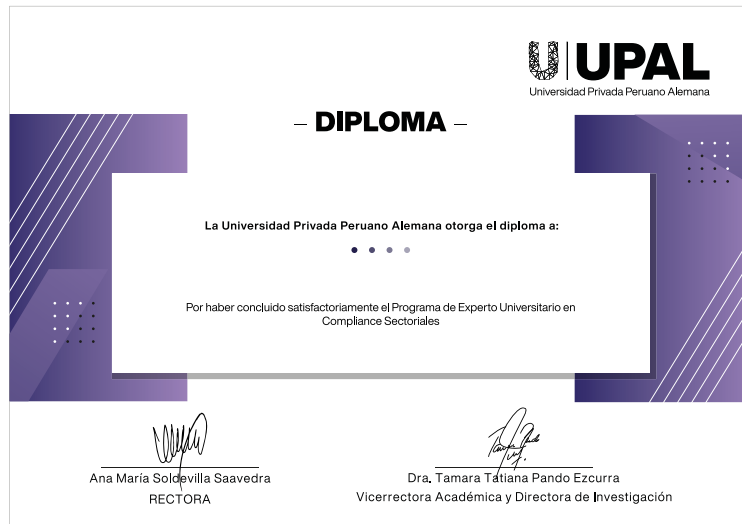 UPAL
Universidad Privada Peruano Alemana
– DIPLOMA –
La Universidad Privada Peruano Alemana otorga el diploma a:
Por haber concluido satisfactoriamente el Programa de Experto Universitario en
Compliance Sectoriales
Ana María Soldevilla Saavedra
RECTORA
Dra. Tamara Tatiana Pando Ezcurra
Vicerrectora Académica y Directora de Investigación